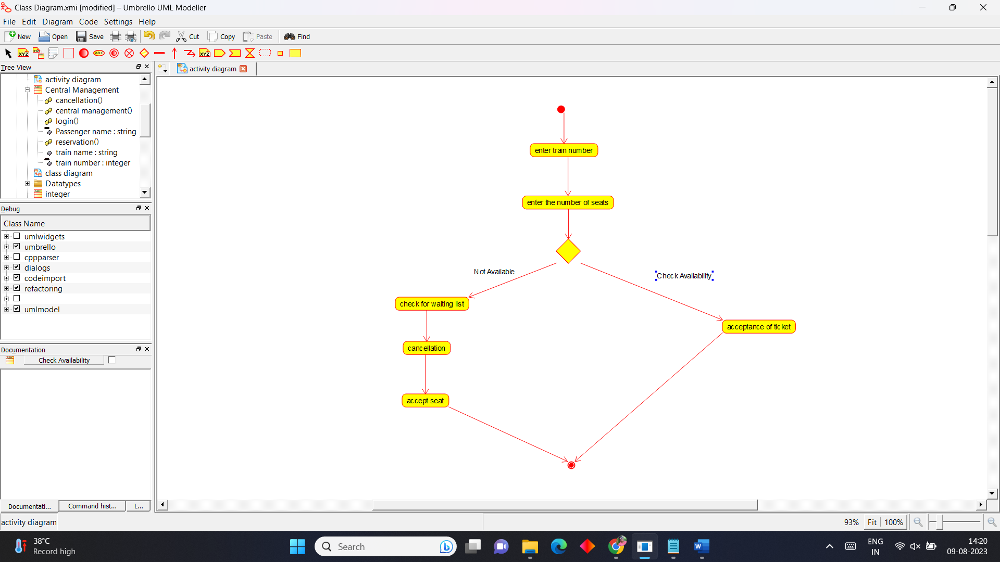 Class Diagram.xmi [modified] – Umbrello UML Modeller
File Edit Diagram Code Settings Help
New Open Save Cut Copy Paste Find
XYZ ABC XYZ
Tree View
activity diagram
activity diagram
Central Management
cancellation()
central management()
login()
Passenger name : string
reservation()
train name : string
train number : integer
class diagram
Datatypes
integer
Debug
Class Name
umlwidgets
umbrello
cppparser
dialogs
codeimport
refactoring
umlmodel
Documentation
Check Availability
Documentati... Command hist... L...
enter train number
enter the number of seats
Not Available
Check Availability
check for waiting list
acceptance of ticket
cancellation
accept seat
activity diagram
93% Fit 100%
38°C
Record high
Search
ENG
IN
14:20
09-08-2023